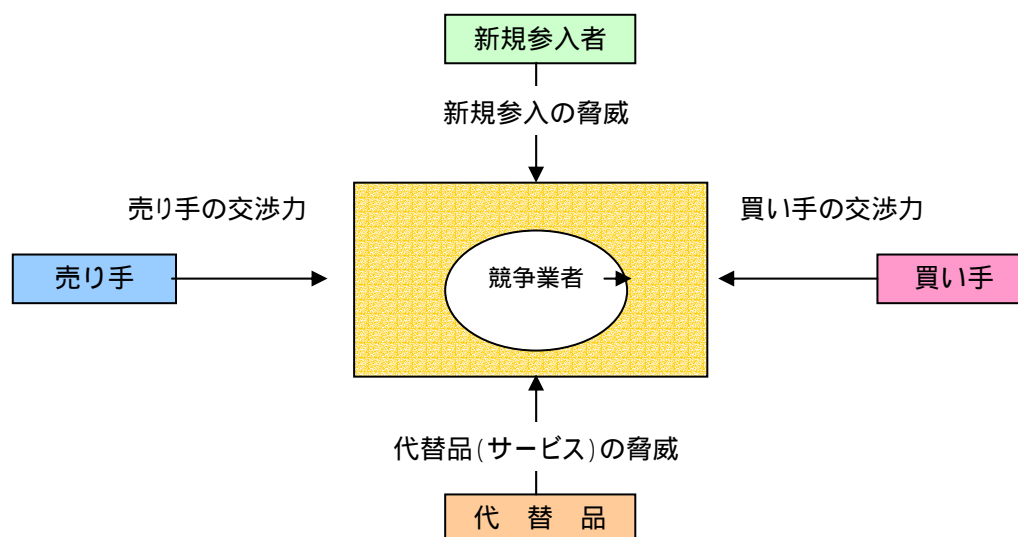 新規参入者
新規参入の脅威
売り手の交渉力
買い手の交渉力
売り手
競争業者
買い手
代替品(サービス)の脅威
代　替　品